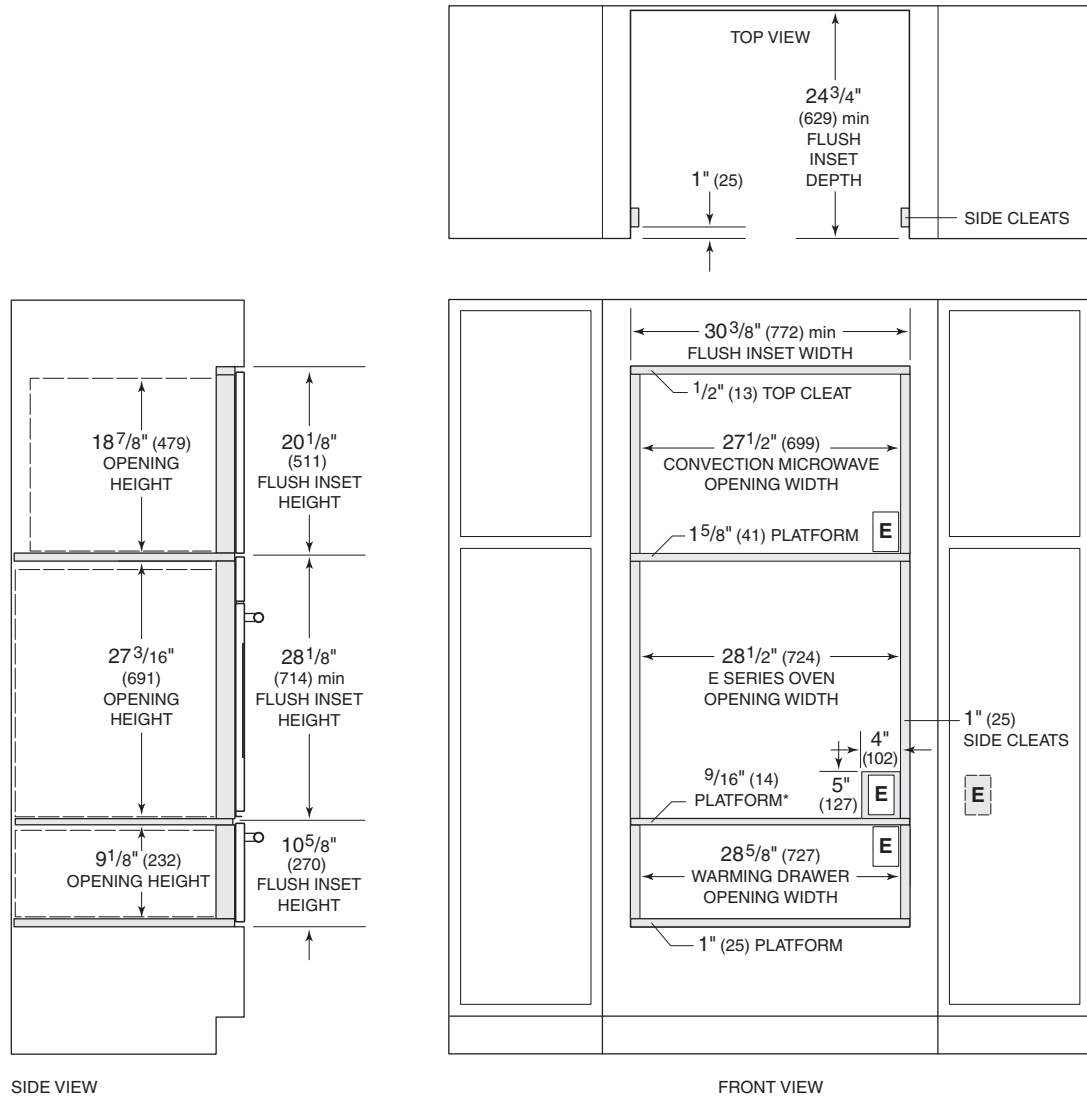 TOP VIEW
24 3/4"
(629) min
FLUSH
INSET
DEPTH
1" (25)
SIDE CLEATS
18 7/8" (479)
OPENING
HEIGHT
20 1/8"
(511)
FLUSH INSET
HEIGHT
27 3/16"
(691)
OPENING
HEIGHT
28 1/8"
(714) min
FLUSH INSET
HEIGHT
9 1/8" (232)
OPENING HEIGHT
10 5/8"
(270)
FLUSH INSET
HEIGHT
SIDE VIEW
30 3/8" (772) min
FLUSH INSET WIDTH
1/2" (13) TOP CLEAT
27 1/2" (699)
CONVECTION MICROWAVE
OPENING WIDTH
E
1 5/8" (41) PLATFORM
28 1/2" (724)
E SERIES OVEN
OPENING WIDTH
1" (25)
SIDE CLEATS
4"
(102)
9/16" (14)
PLATFORM*
5"
(127)
E
E
E
28 5/8" (727)
WARMING DRAWER
OPENING WIDTH
1" (25) PLATFORM
FRONT VIEW